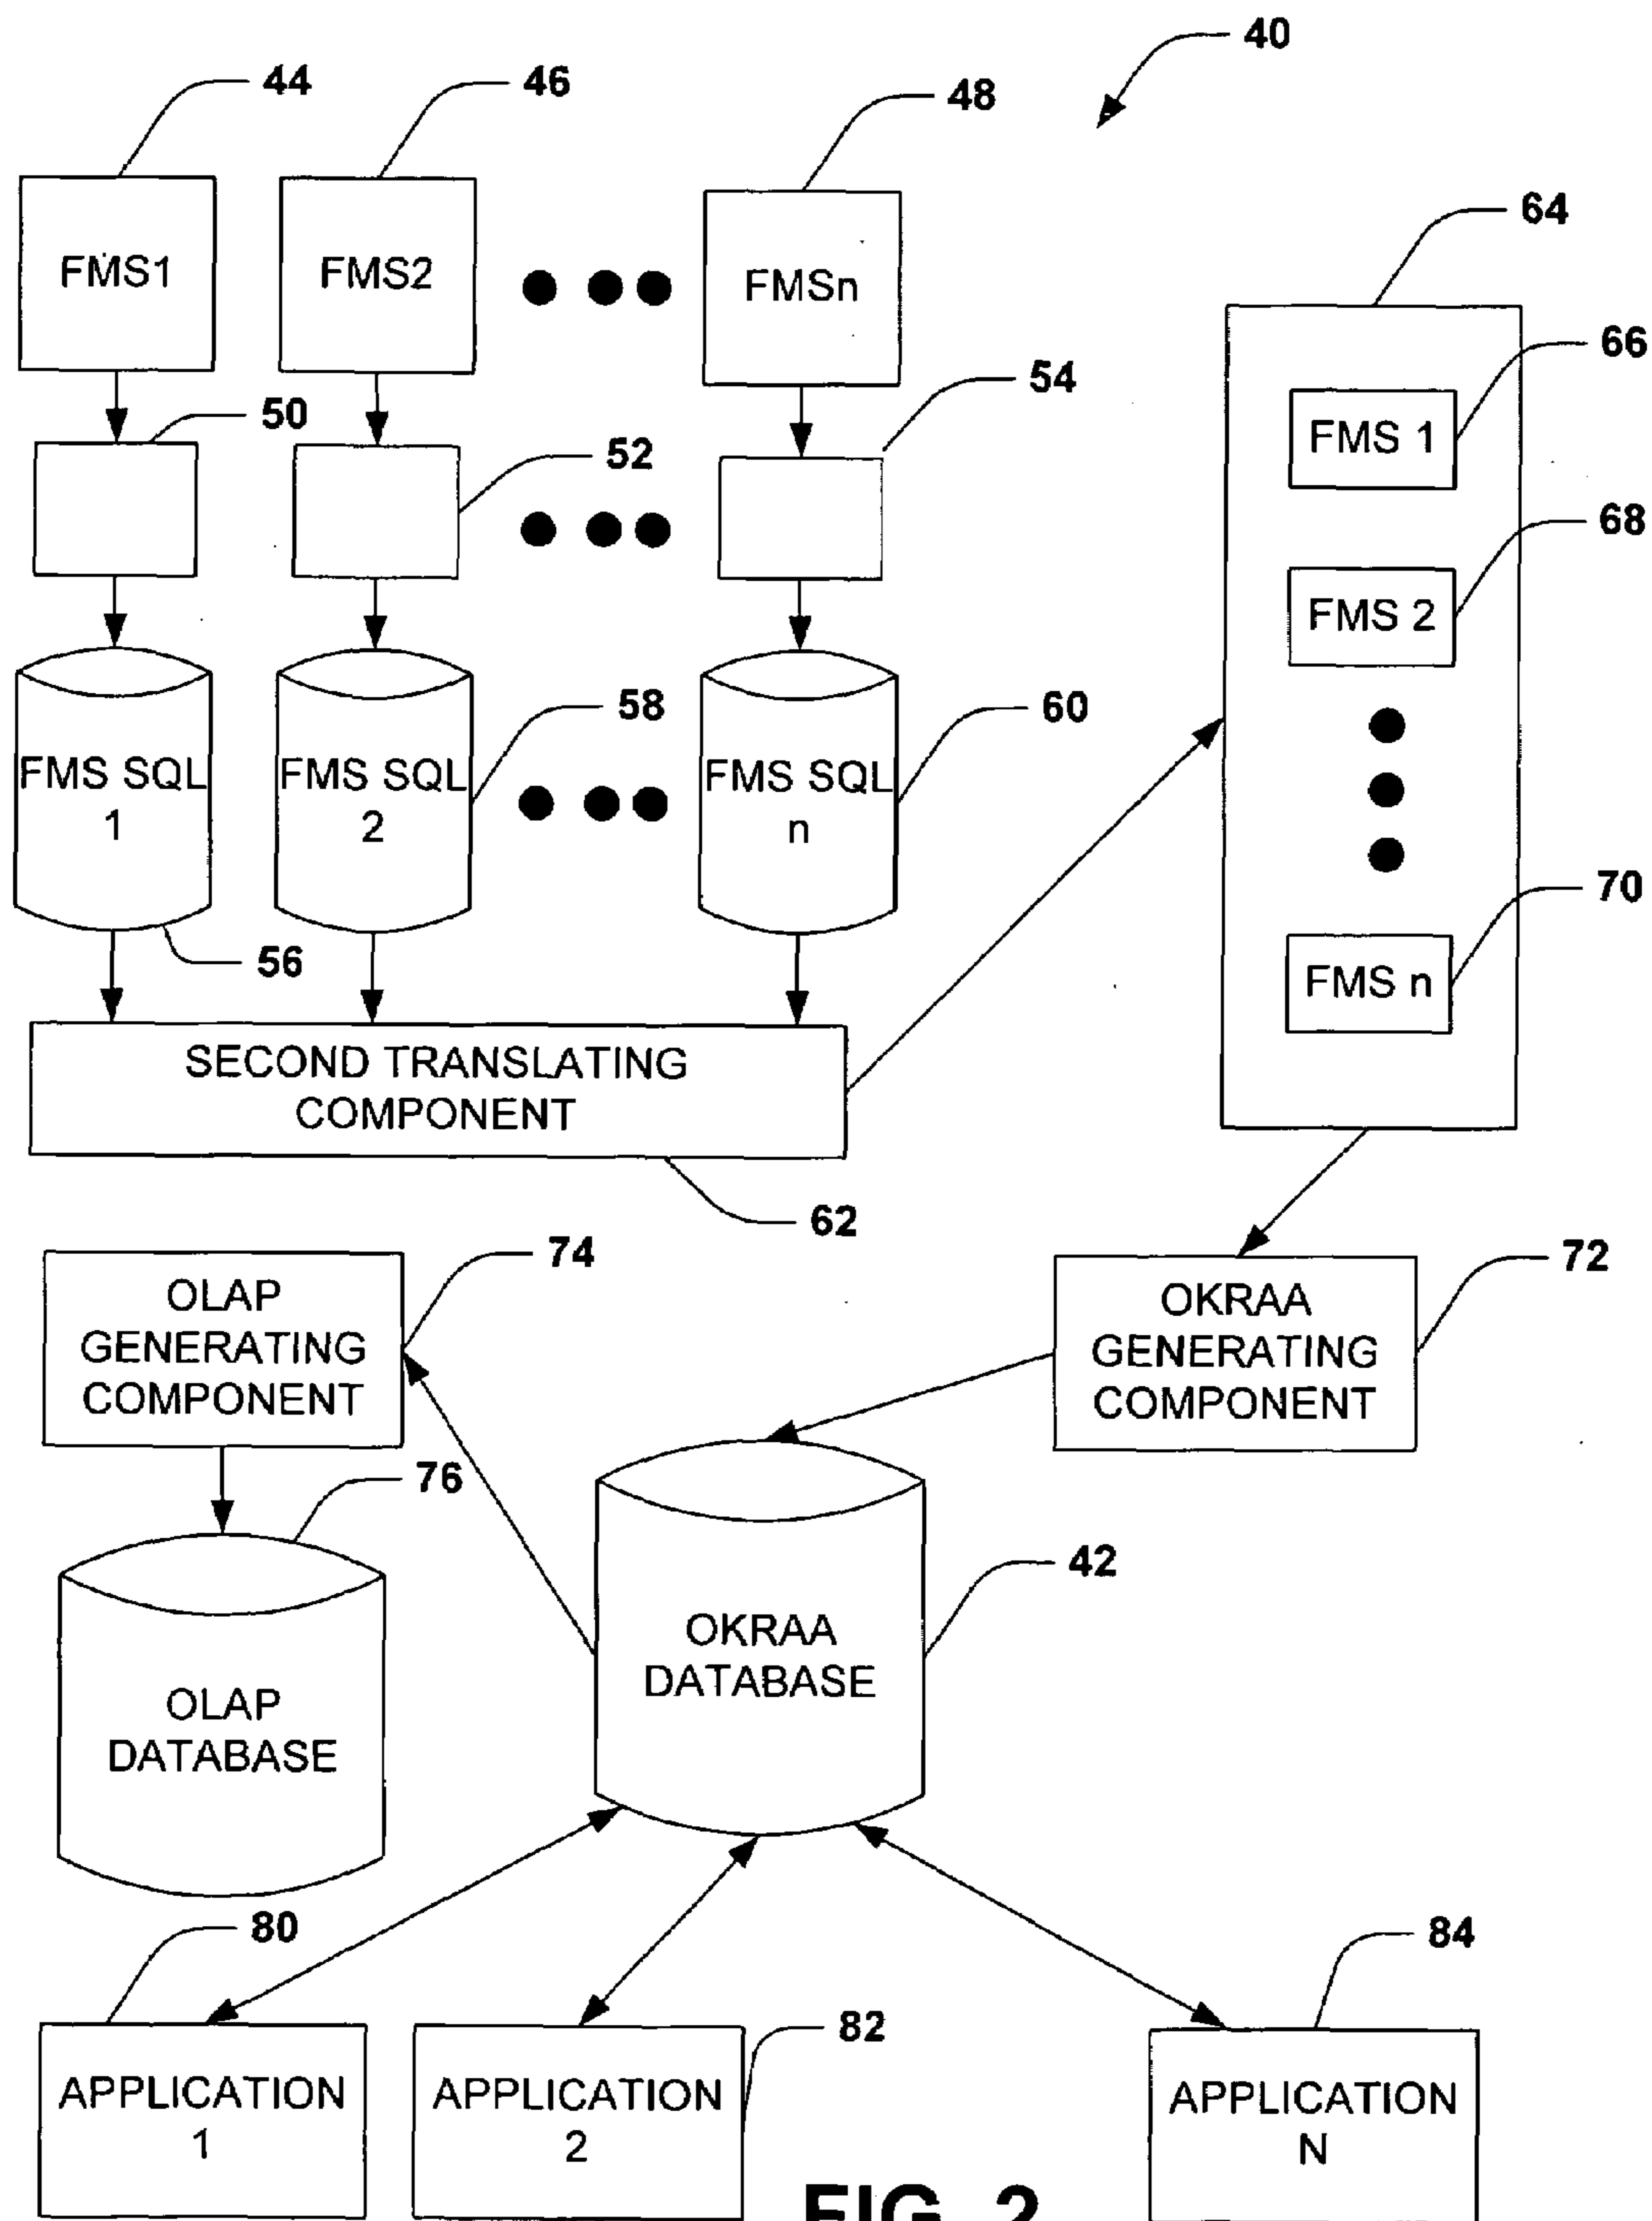 40
44
46
48
64
FMS1
FMS2
FMSn
66
FMS 1
50
54
52
68
FMS 2
58
60
FMS SQL
1
FMS SQL
2
FMS SQL
n
70
56
FMS n
SECOND TRANSLATING
COMPONENT
62
74
72
OLAP
GENERATING
COMPONENT
OKRAA
GENERATING
COMPONENT
76
42
OKRAA
DATABASE
OLAP
DATABASE
80
84
82
APPLICATION
1
APPLICATION
2
APPLICATION
N
FIG. 2